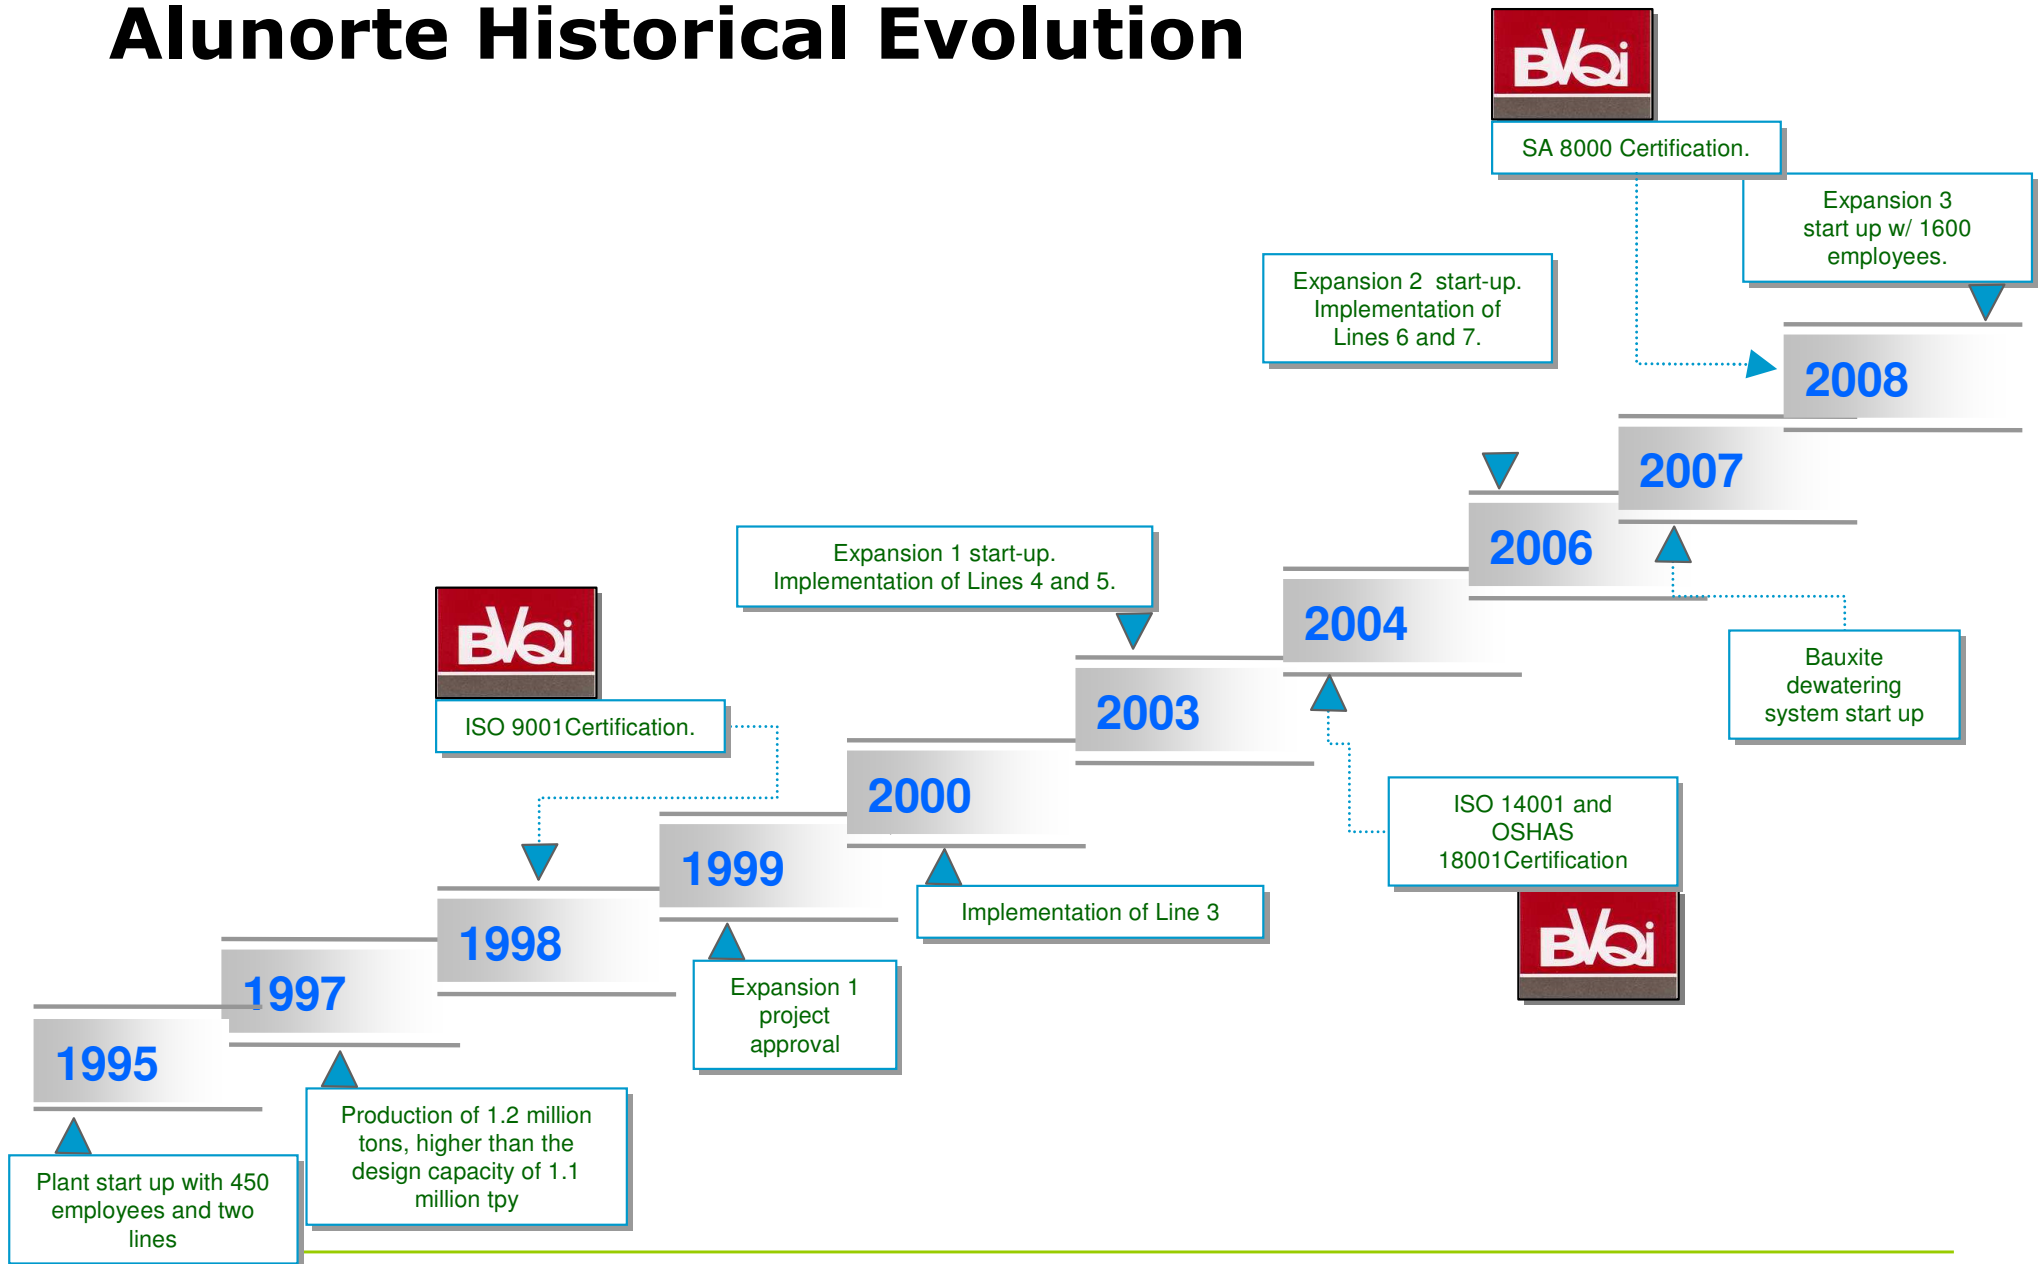 Alunorte Historical Evolution
BVQi
SA 8000 Certification.
Expansion 3
start up w/ 1600
employees.
Expansion 2 start-up.
Implementation of
Lines 6 and 7.
2008
2007
2006
Expansion 1 start-up.
Implementation of Lines 4 and 5.
2004
BVQi
ISO 9001Certification.
Bauxite
dewatering
system start up
2003
2000
ISO 14001 and
OSHAS
18001Certification
BVQi
1999
Implementation of Line 3
1998
Expansion 1
project
approval
1997
1995
Production of 1.2 million
tons, higher than the
design capacity of 1.1
million tpy
Plant start up with 450
employees and two
lines